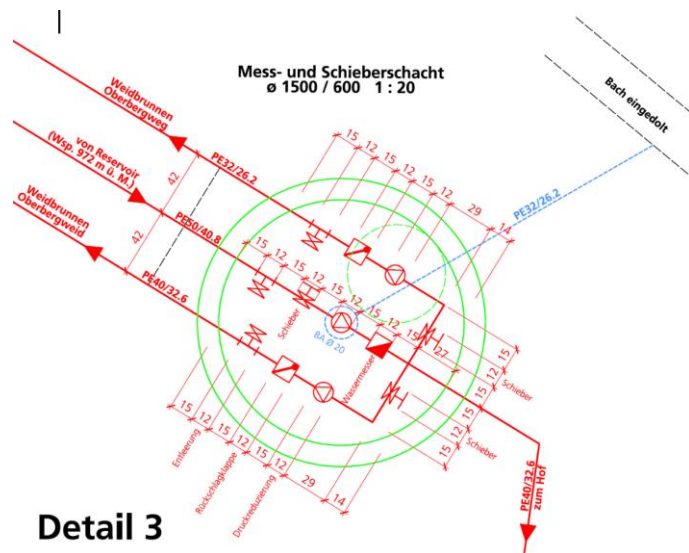 Mess- und Schieberschacht
ø 1500 / 600 1 : 20
Weidbrunnen
Oberbergweg
von Reservoir
(Wsp. 972 m ü. M.)
Weidbrunnen
Oberbergweid
42
42
PE32/26.2
PE50/40.8
PE40/32.6
Bach eingedolt
PE32/26.2
15
12
15
12
15
12
29
14
15
12
15
12
15
12
15
12
15
27
Schieber
BA Ø 20
Wassermesser
15
12
15
15
12
15
Schieber
Schieber
15
12
15
12
15
12
29
14
Entleerung
Rückschlagklappe
Druckreduzierung
PE40/32.6
zum Hof
Detail 3